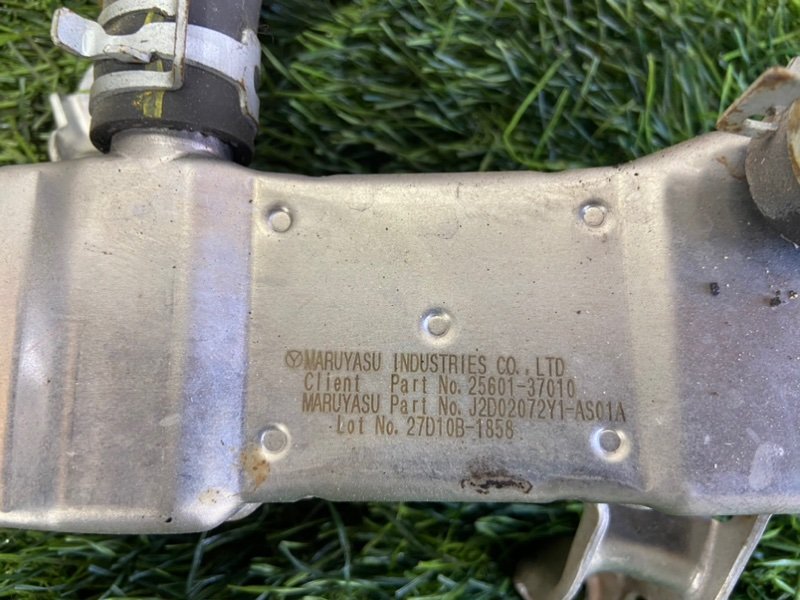 MARUYASU INDUSTRIES CO., LTD
Client Part No. 25601-37010
MARUYASU Part No. J2D02072Y1-AS01A
Lot No. 27D10B-1858